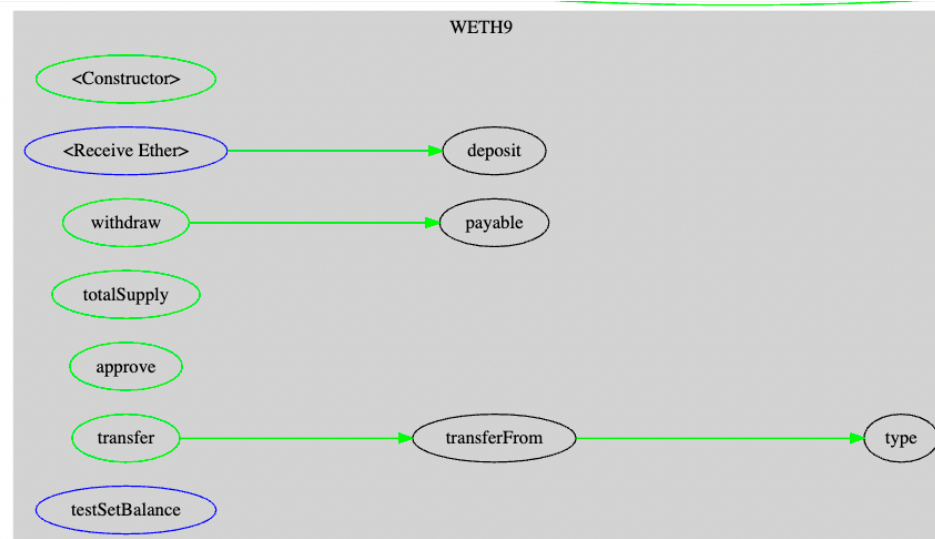 WETH9
<Constructor>
<Receive Ether>
deposit
withdraw
payable
totalSupply
approve
transfer
transferFrom
type
testSetBalance